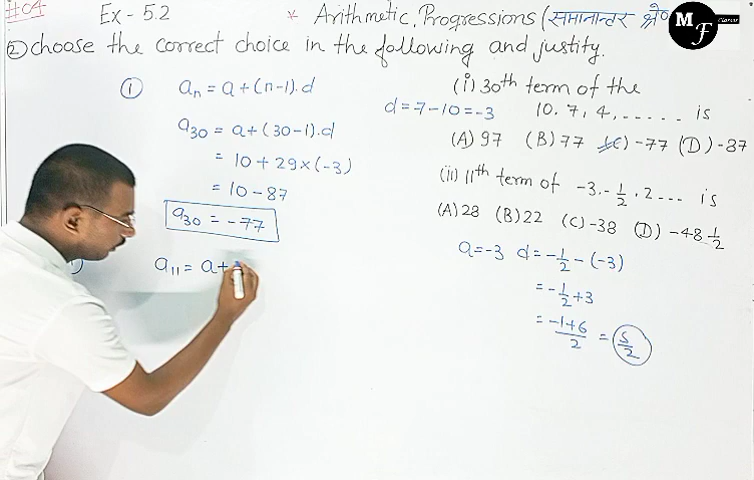 #04 Ex - 5.2 * Arithmetic Progressions (समानान्तर श्रे
M F Classes
② choose the correct choice in the following and justify.
① aₙ = a + (n-1).d
a₃₀ = a + (30-1).d
= 10 + 29 × (-3)
= 10 - 87
a₃₀ = -77
a₁₁ = a +
(i) 30th term of the
d = 7 - 10 = -3 10, 7, 4, ...... is
(A) 97 (B) 77 (C) -77 (D) -87
(ii) 11th term of -3, -1/2, 2 ... is
(A) 28 (B) 22 (C) -38 (D) -48 1/2
a = -3 d = -1/2 - (-3)
= -1/2 + 3
= -1+6/2 = 5/2